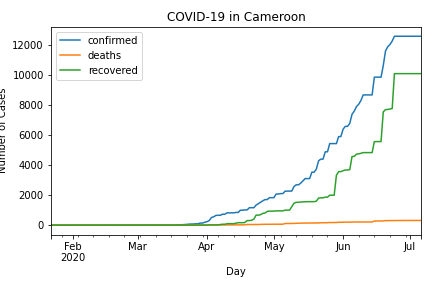 COVID-19 in Cameroon
confirmed
deaths
recovered
12000
10000
8000
6000
4000
2000
0
Number of Cases
Feb
2020
Mar
Apr
May
Jun
Jul
Day